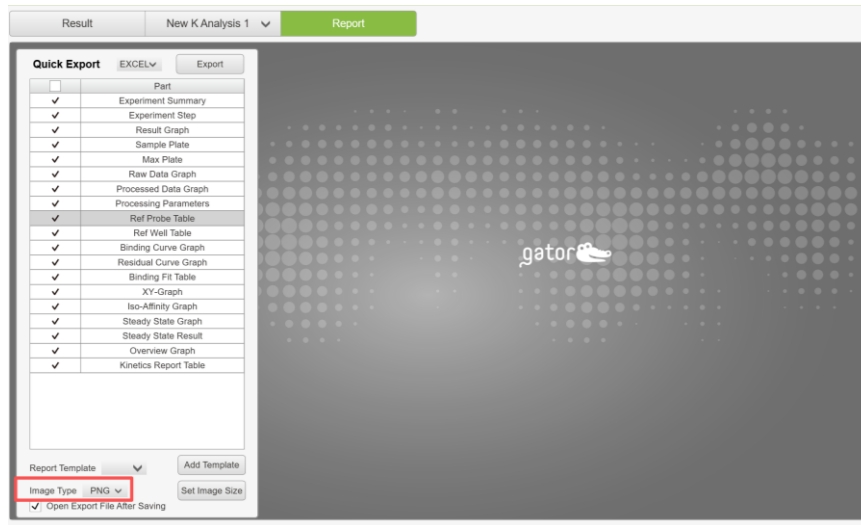 Result New K Analysis 1 Report
Quick Export EXCEL Export
Part
Experiment Summary
Experiment Step
Result Graph
Sample Plate
Max Plate
Raw Data Graph
Processed Data Graph
Processing Parameters
Ref Probe Table
Ref Well Table
Binding Curve Graph
Residual Curve Graph
Binding Fit Table
XY-Graph
Iso-Affinity Graph
Steady State Graph
Steady State Result
Overview Graph
Kinetics Report Table
Report Template Add Template
Image Type PNG Set Image Size
Open Export File After Saving
gator